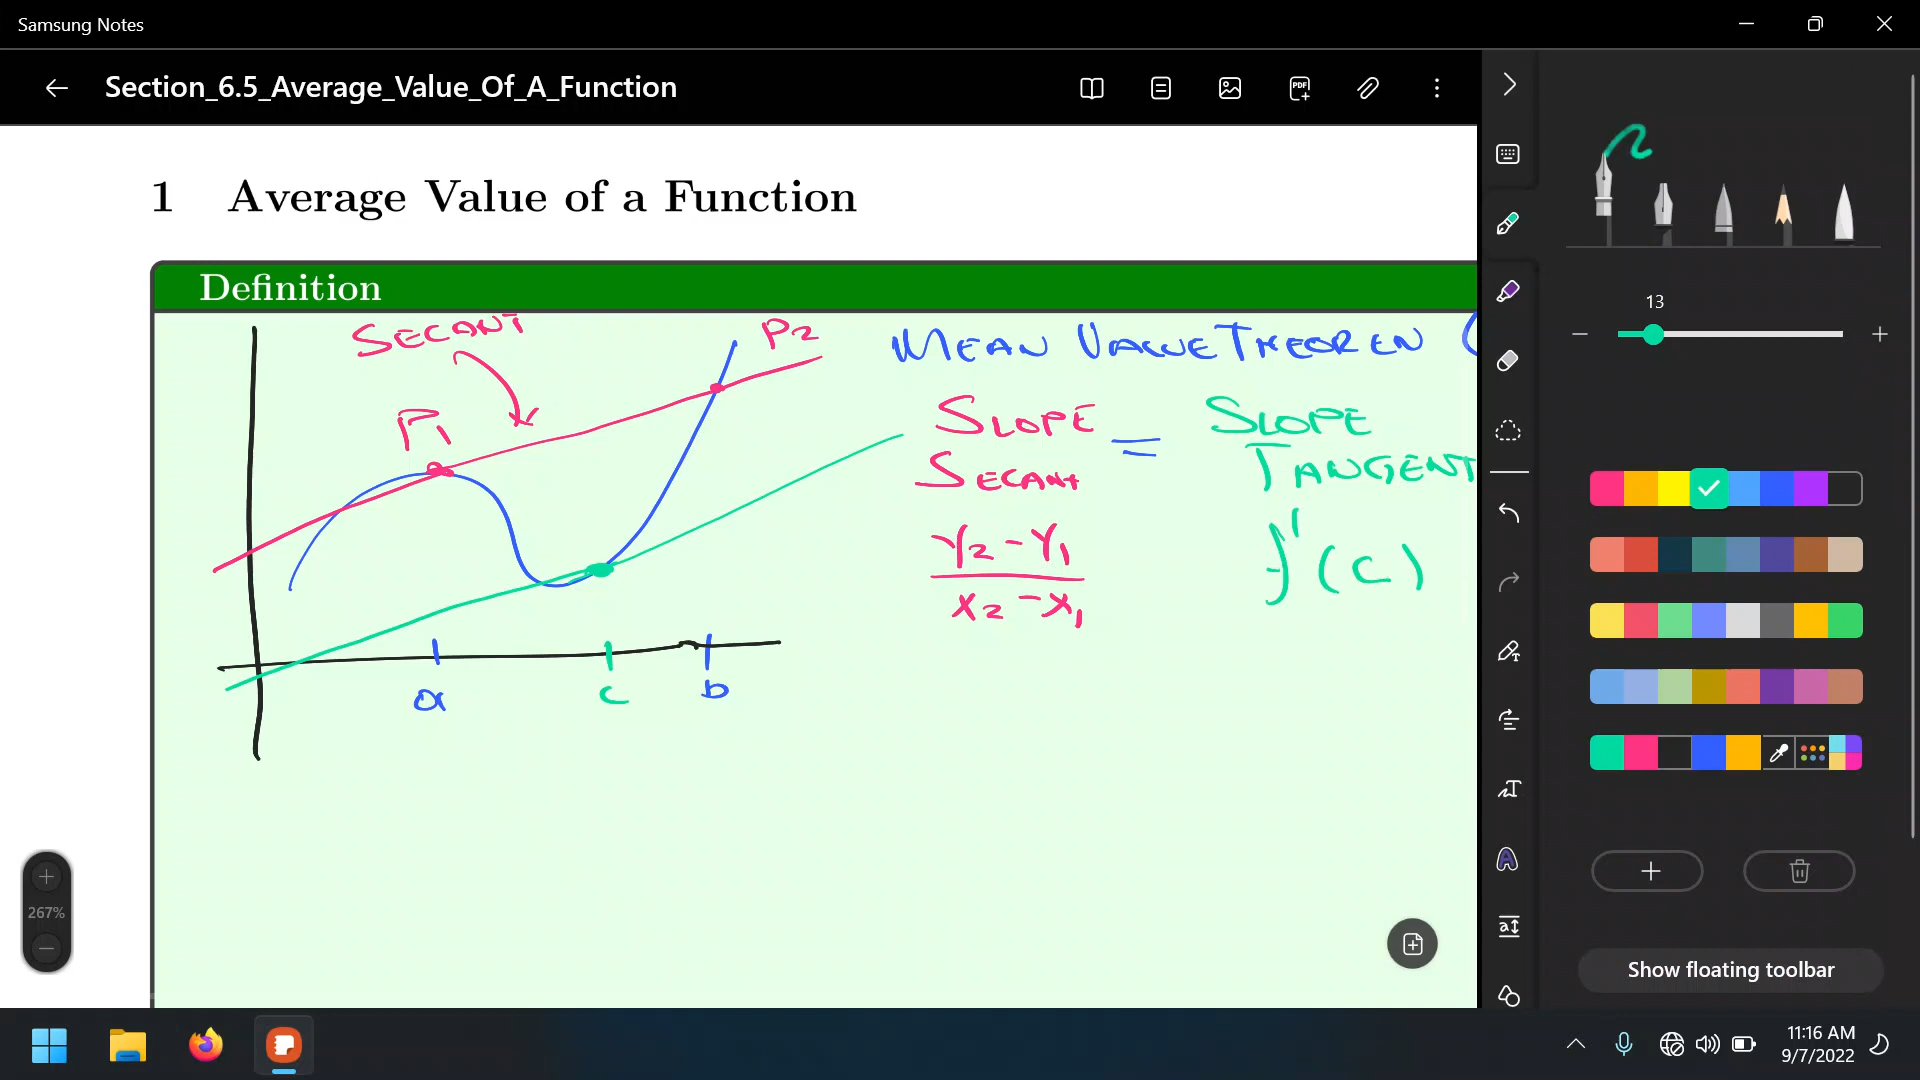 Samsung Notes
Section_6.5_Average_Value_Of_A_Function
1 Average Value of a Function
Definition
SECANT
P2
P1
a
c
b
MEAN VALUE THEOREM (
SLOPE
SECANT
=
SLOPE
TANGENT
Y2 - Y1
X2 - X1
f'(c)
PDF
13
267%
Show floating toolbar
11:16 AM
9/7/2022